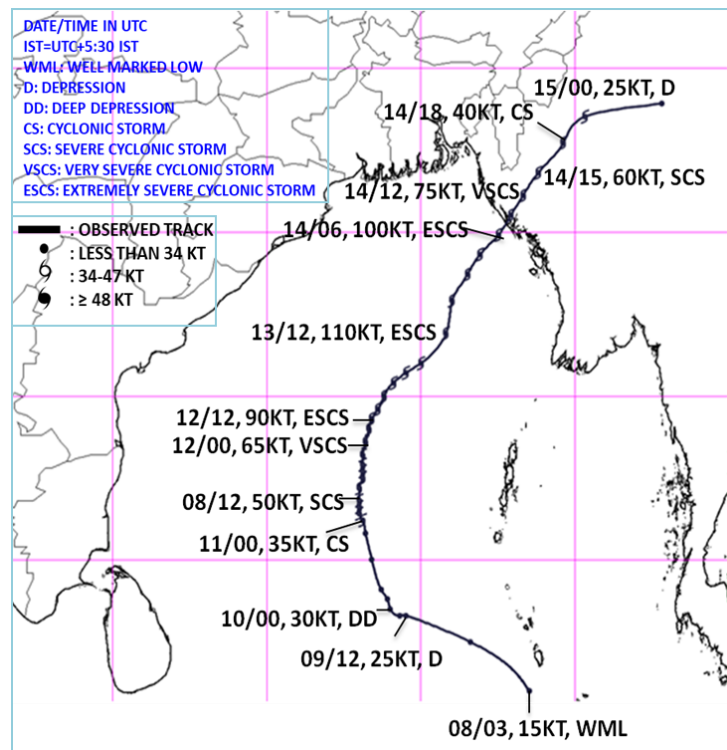 DATE/TIME IN UTC
IST=UTC+5:30 IST
WML: WELL MARKED LOW
D: DEPRESSION
DD: DEEP DEPRESSION
CS: CYCLONIC STORM
SCS: SEVERE CYCLONIC STORM
VSCS: VERY SEVERE CYCLONIC STORM
ESCS: EXTREMELY SEVERE CYCLONIC STORM
: OBSERVED TRACK
: LESS THAN 34 KT
: 34-47 KT
: ≥ 48 KT
15/00, 25KT, D
14/18, 40KT, CS
14/15, 60KT, SCS
14/12, 75KT, VSCS
14/06, 100KT, ESCS
13/12, 110KT, ESCS
12/12, 90KT, ESCS
12/00, 65KT, VSCS
08/12, 50KT, SCS
11/00, 35KT, CS
10/00, 30KT, DD
09/12, 25KT, D
08/03, 15KT, WML